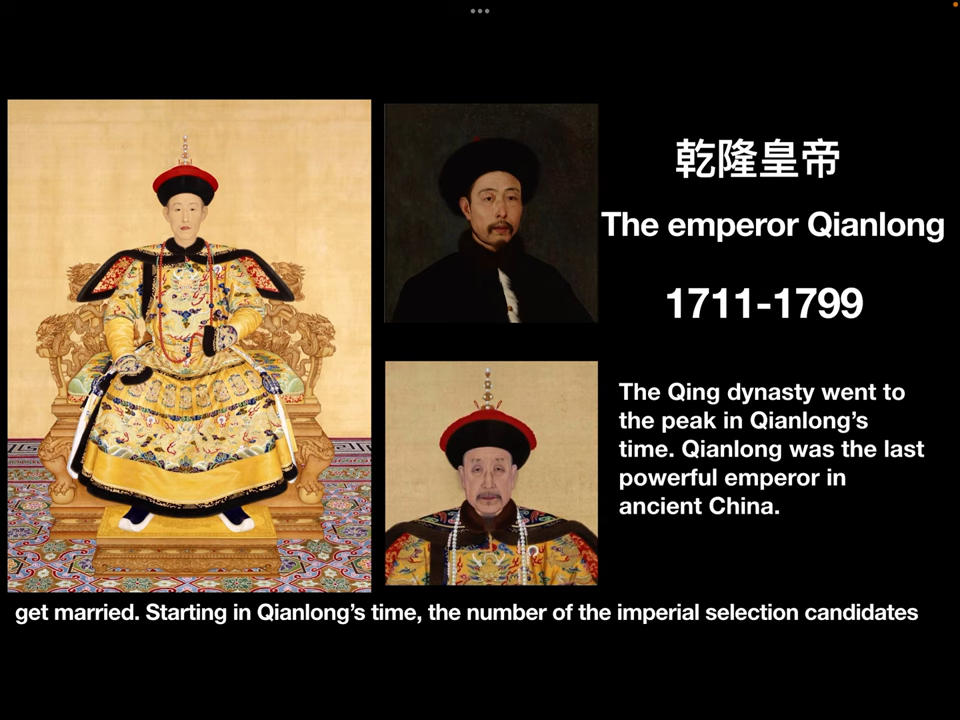 乾隆皇帝
The emperor Qianlong
1711-1799
The Qing dynasty went to
the peak in Qianlong's
time. Qianlong was the last
powerful emperor in
ancient China.
get married. Starting in Qianlong's time, the number of the imperial selection candidates